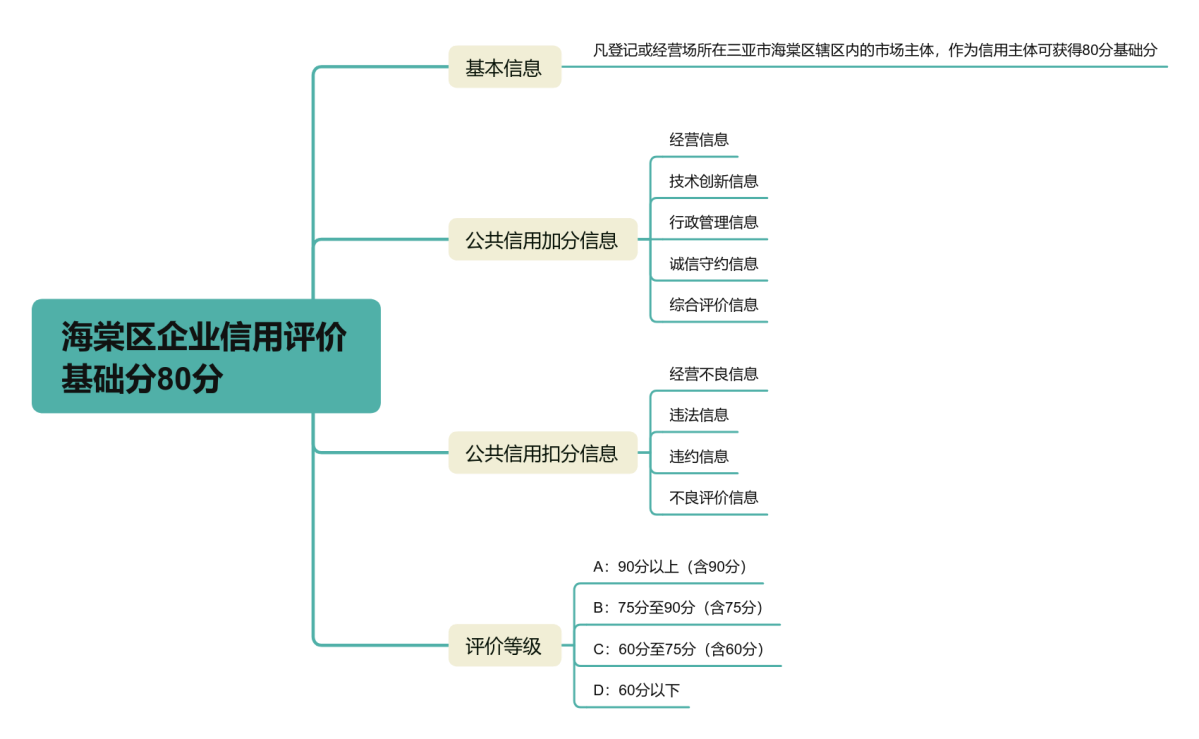 海棠区企业信用评价
基础分80分
基本信息
凡登记或经营场所在三亚市海棠区辖区内的市场主体，作为信用主体可获得80分基础分
公共信用加分信息
经营信息
技术创新信息
行政管理信息
诚信守约信息
综合评价信息
公共信用扣分信息
经营不良信息
违法信息
违约信息
不良评价信息
评价等级
A：90分以上（含90分）
B：75分至90分（含75分）
C：60分至75分（含60分）
D：60分以下